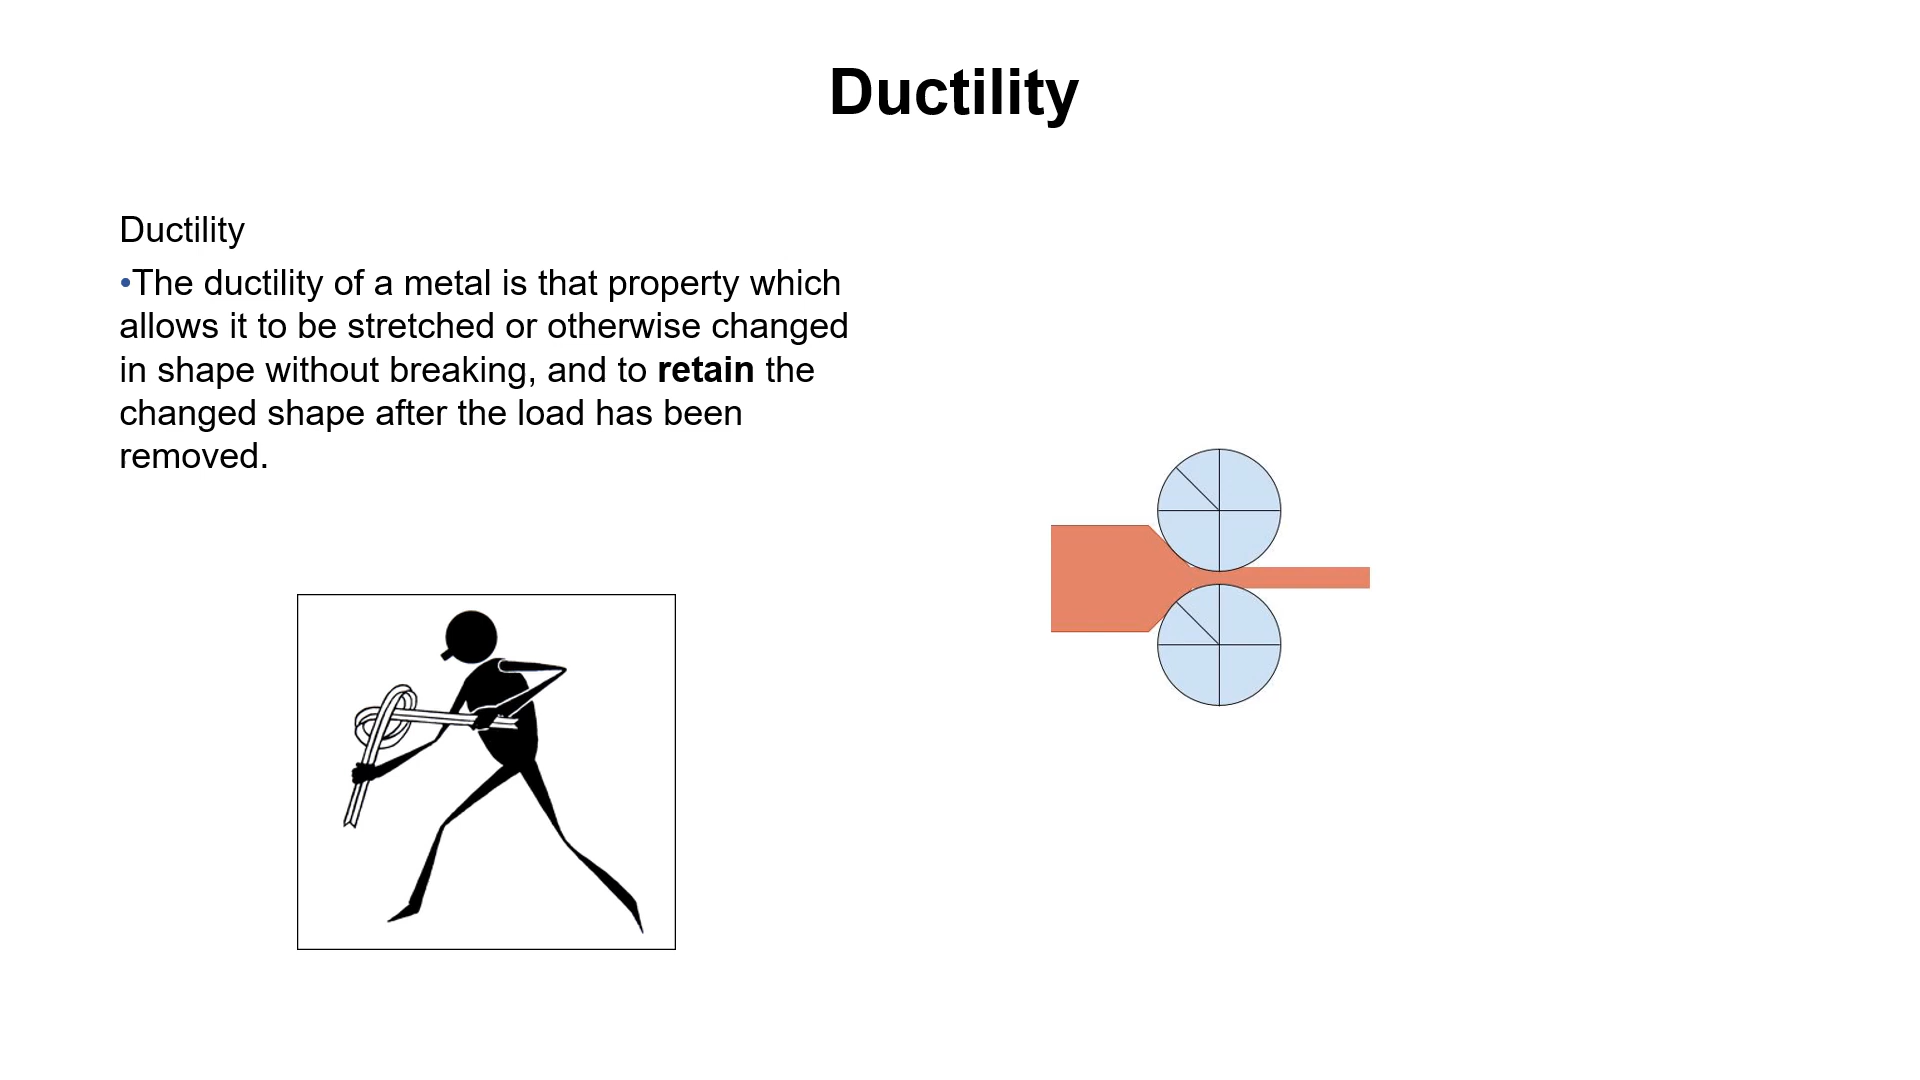 Ductility
Ductility
•The ductility of a metal is that property which
allows it to be stretched or otherwise changed
in shape without breaking, and to retain the
changed shape after the load has been
removed.